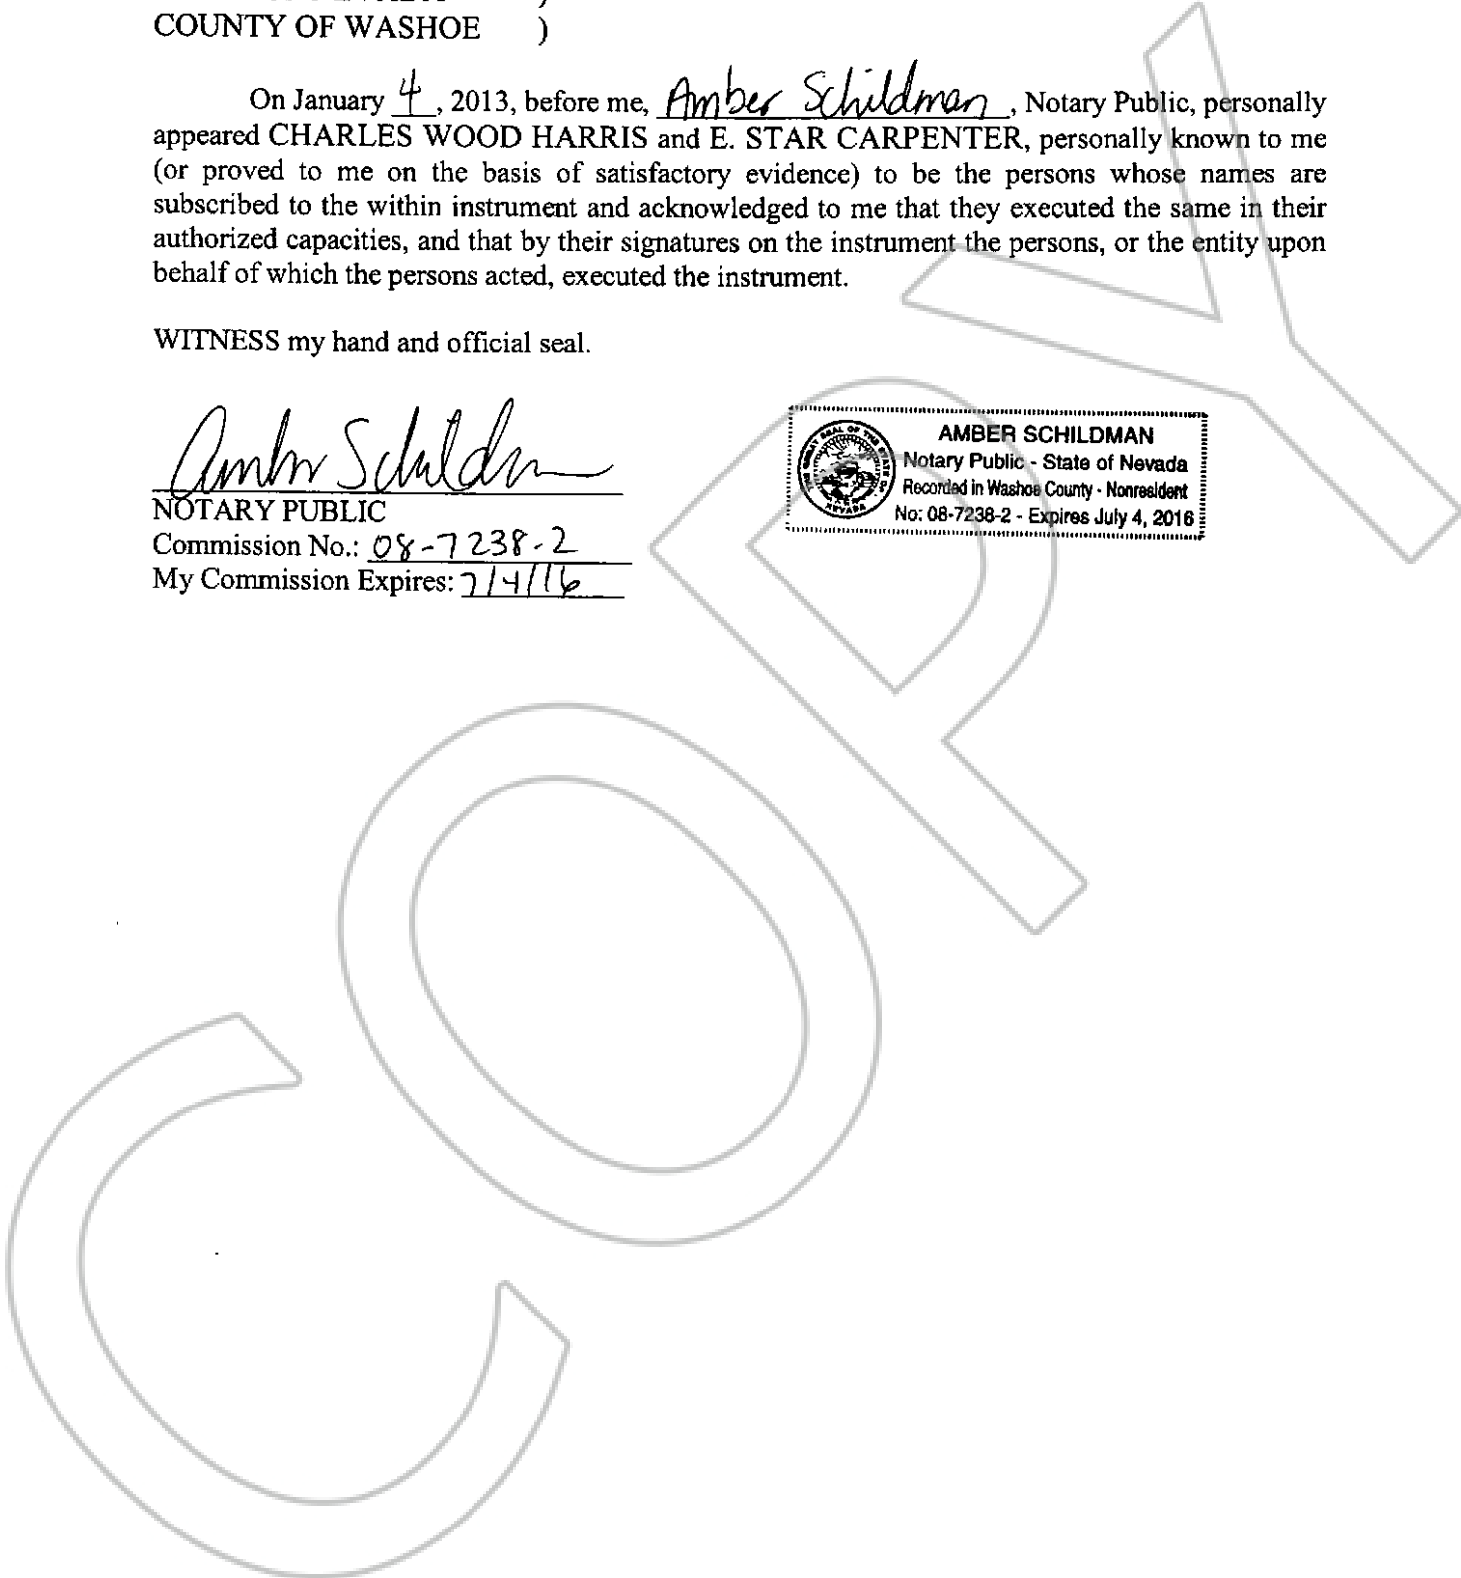 COUNTY OF WASHOE )
On January 4, 2013, before me, Amber Schildman, Notary Public, personally
appeared CHARLES WOOD HARRIS and E. STAR CARPENTER, personally known to me
(or proved to me on the basis of satisfactory evidence) to be the persons whose names are
subscribed to the within instrument and acknowledged to me that they executed the same in their
authorized capacities, and that by their signatures on the instrument the persons, or the entity upon
behalf of which the persons acted, executed the instrument.
WITNESS my hand and official seal.
Amber Schildm
NOTARY PUBLIC
Commission No.: 08-7238-2
My Commission Expires: 7/4/16
AMBER SCHILDMAN
Notary Public - State of Nevada
Recorded in Washoe County - Nonresident
No: 08-7238-2 - Expires July 4, 2016
COPY